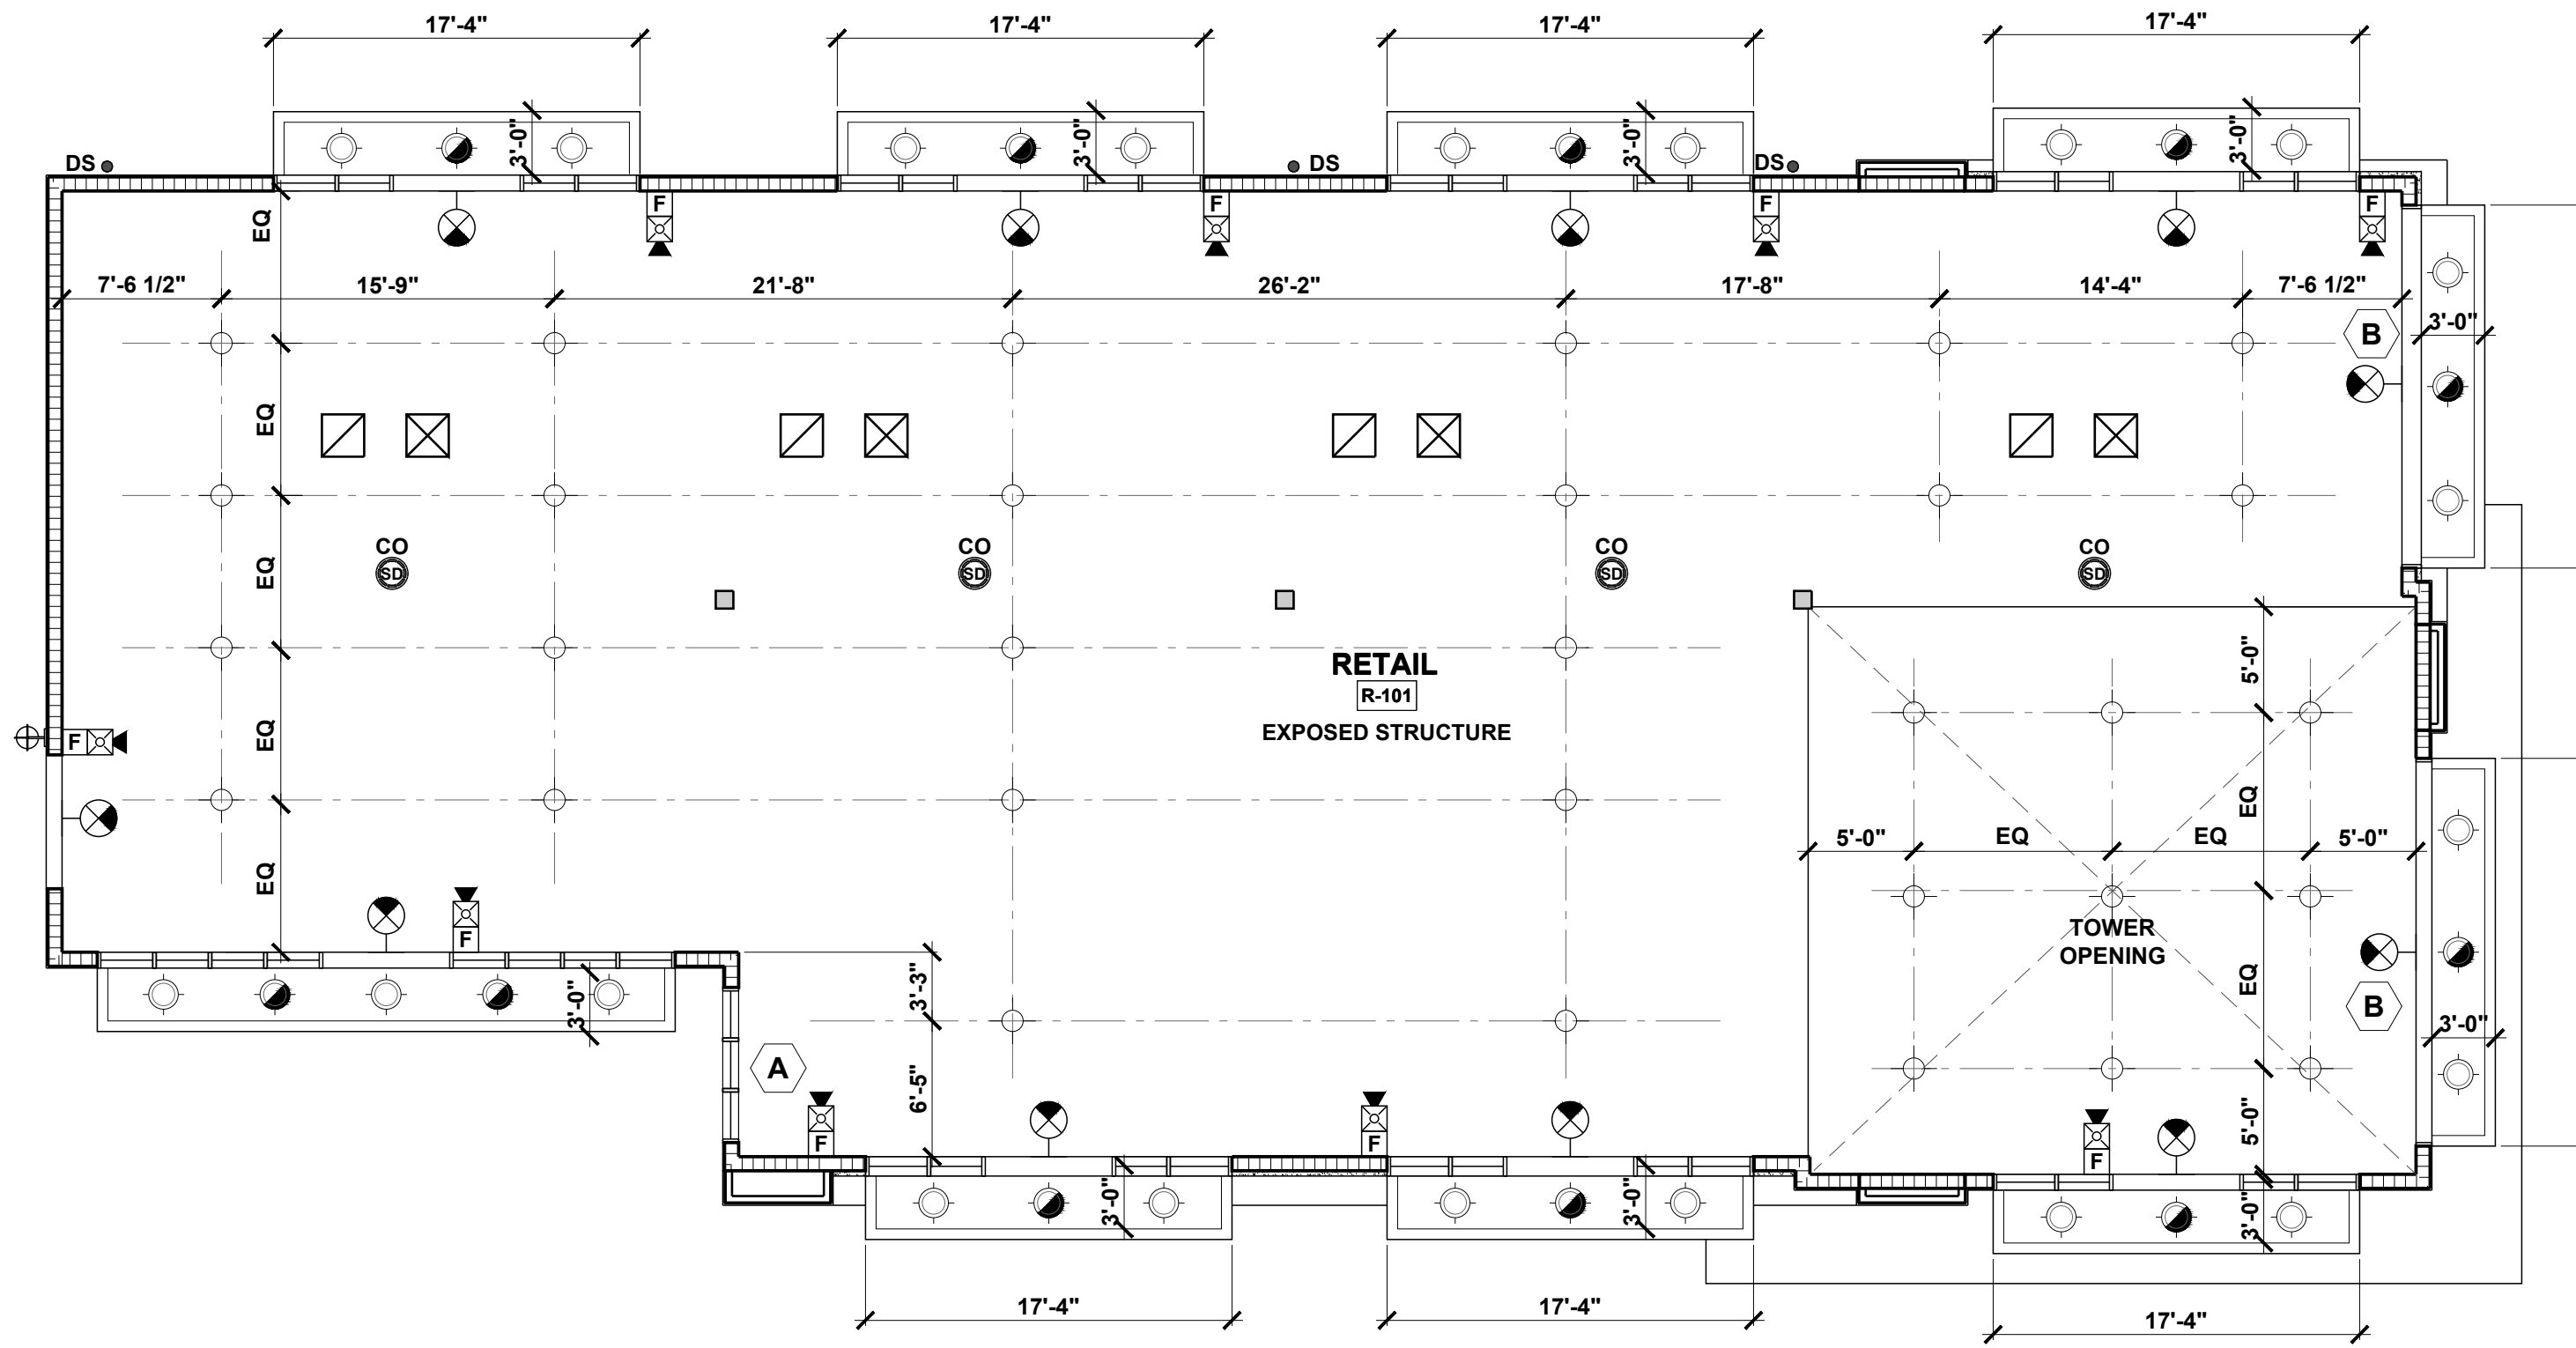 17'-4"
17'-4"
17'-4"
17'-4"
3'-0"
3'-0"
3'-0"
3'-0"
DS
DS
DS
F
F
F
F
EQ
7'-6 1/2"
15'-9"
21'-8"
26'-2"
17'-8"
14'-4"
7'-6 1/2"
B
3'-0"
EQ
CO
SD
CO
SD
CO
SD
CO
SD
EQ
RETAIL
R-101
EXPOSED STRUCTURE
5'-0"
F
EQ
EQ
5'-0"
EQ
EQ
5'-0"
EQ
F
TOWER
OPENING
EQ
3'-0"
3'-3"
B
3'-0"
A
6'-5"
F
F
F
5'-0"
3'-0"
3'-0"
3'-0"
17'-4"
17'-4"
17'-4"